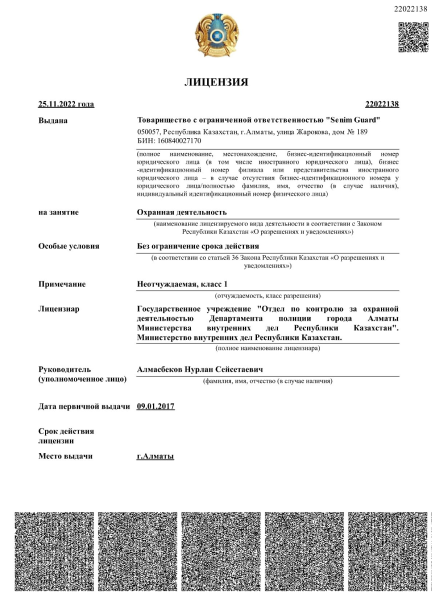 22022138
ЛИЦЕНЗИЯ
25.11.2022 года 22022138
Выдана Товарищество с ограниченной ответственностью "Senim Guard"
050057, Республика Казахстан, г.Алматы, улица Жарокова, дом № 189
БИН: 160840027170
(полное наименование, местонахождение, бизнес-идентификационный номер
юридического лица (в том числе иностранного юридического лица), бизнес
-идентификационный номер филиала или представительства иностранного
юридического лица – в случае отсутствия бизнес-идентификационного номера у
юридического лица/полностью фамилия, имя, отчество (в случае наличия),
индивидуальный идентификационный номер физического лица)
на занятие Охранная деятельность
(наименование лицензируемого вида деятельности в соответствии с Законом
Республики Казахстан «О разрешениях и уведомлениях»)
Особые условия Без ограничение срока действия
(в соответствии со статьей 36 Закона Республики Казахстан «О разрешениях и
уведомлениях»)
Примечание Неотчуждаемая, класс 1
(отчуждаемость, класс разрешения)
Лицензиар Государственное учреждение "Отдел по контролю за охранной
деятельностью Департамента полиции города Алматы
Министерства внутренних дел Республики Казахстан".
Министерство внутренних дел Республики Казахстан.
(полное наименование лицензиара)
Руководитель Алмасбеков Нурлан Сейсетаевич
(уполномоченное лицо) (фамилия, имя, отчество (в случае наличия)
Дата первичной выдачи 09.01.2017
Срок действия
лицензии
Место выдачи г.Алматы